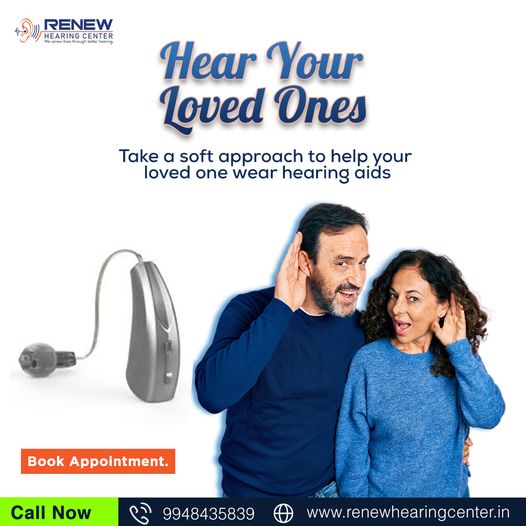 RENEW
HEARING CENTER
We renew lives through better hearing
Hear Your
Loved Ones
Take a soft approach to help your
loved one wear hearing aids
Book Appointment.
Call Now 9948435839 www.renewhearingcenter.in